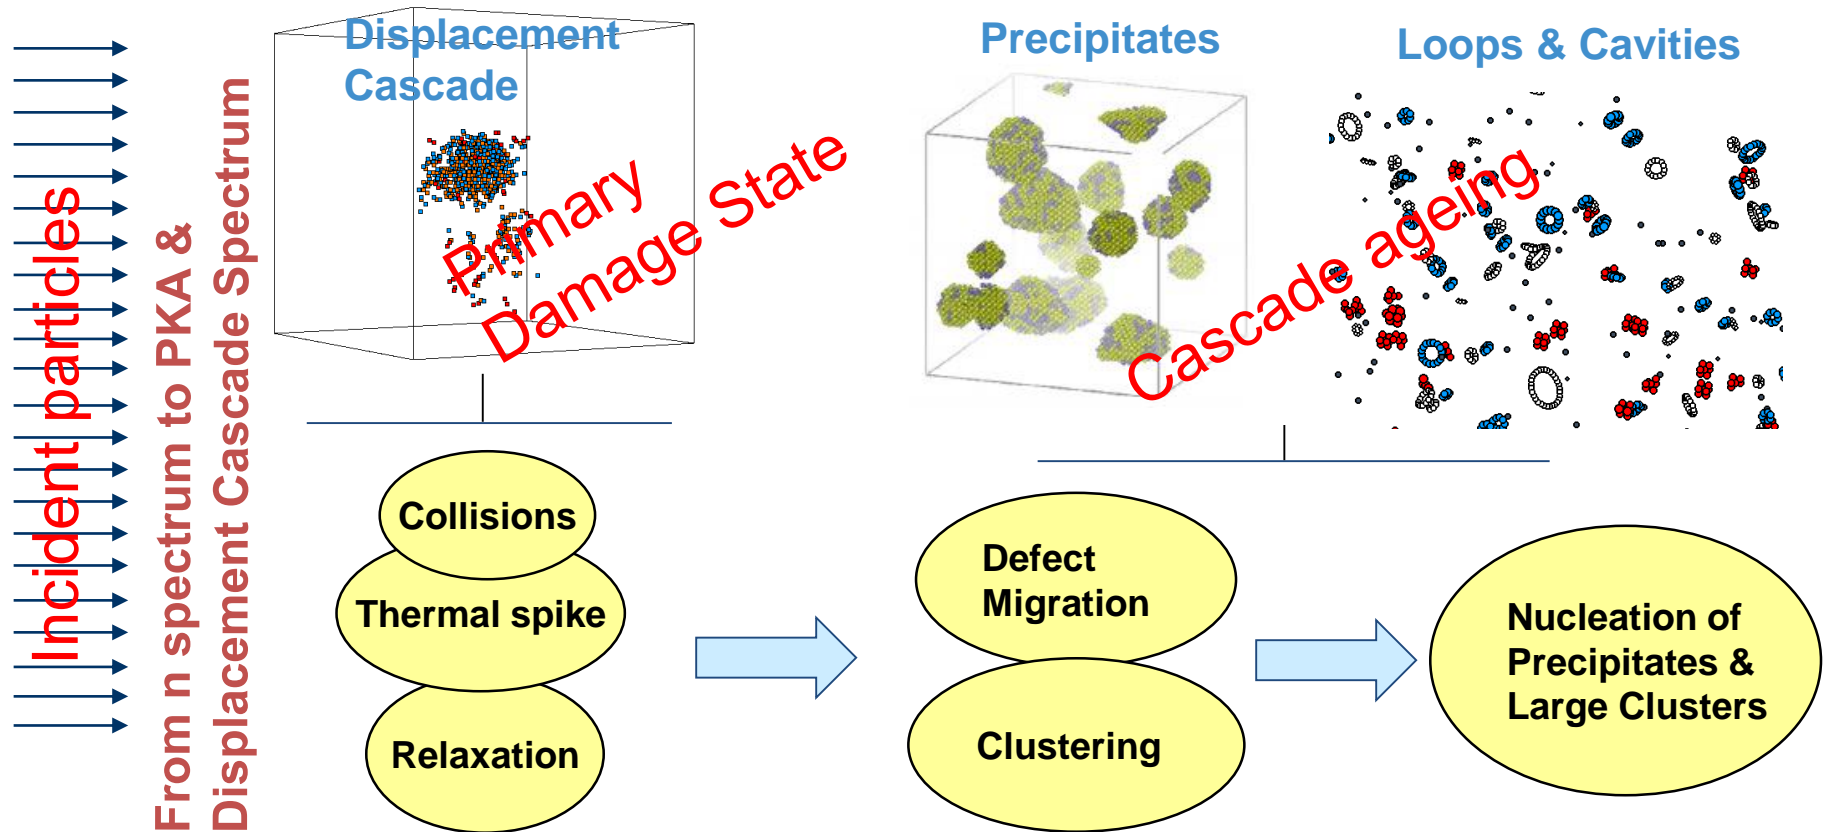 Incident particles
From n spectrum to PKA &
Displacement Cascade Spectrum
Displacement
Cascade
Primary
Damage State
Precipitates
Loops & Cavities
Cascade ageing
Collisions
Thermal spike
Relaxation
Defect
Migration
Clustering
Nucleation of
Precipitates &
Large Clusters